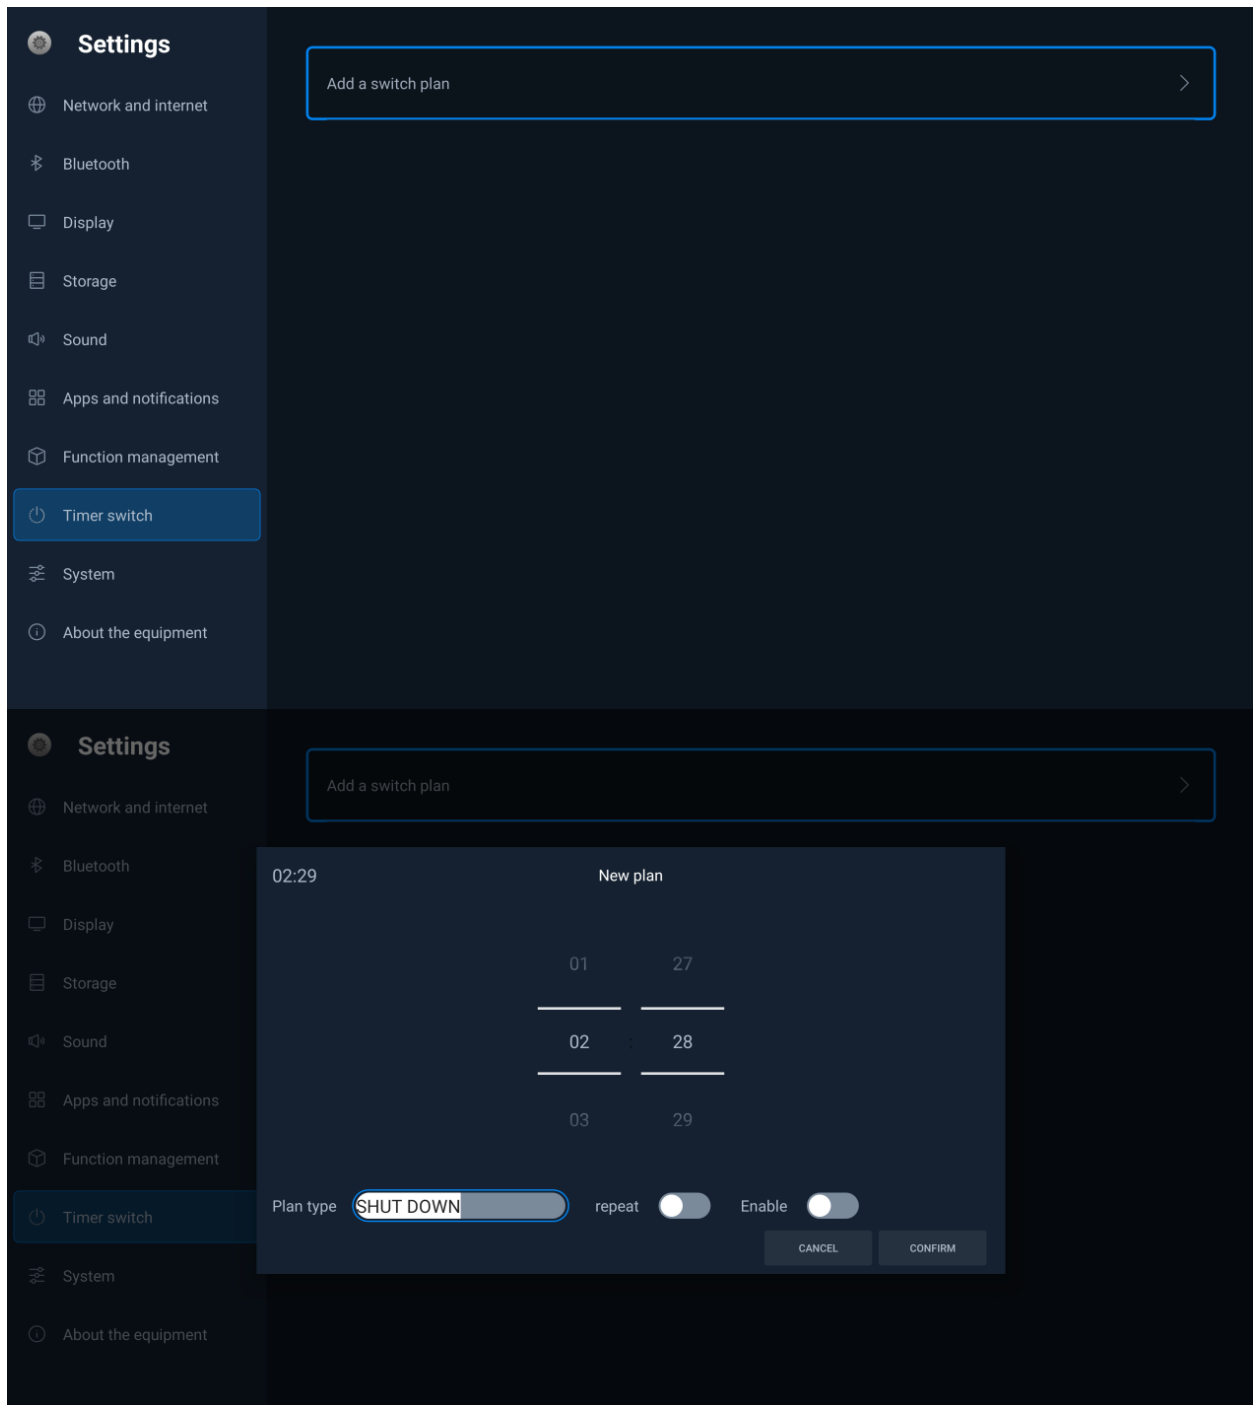 Settings
Add a switch plan
Network and internet
Bluetooth
Display
Storage
Sound
Apps and notifications
Function management
Timer switch
System
About the equipment
Settings
Add a switch plan
Network and internet
Bluetooth
Display
Storage
Sound
Apps and notifications
Function management
Timer switch
System
About the equipment
02:29 New plan
01 27
02 : 28
03 29
Plan type SHUT DOWN repeat Enable
CANCEL CONFIRM